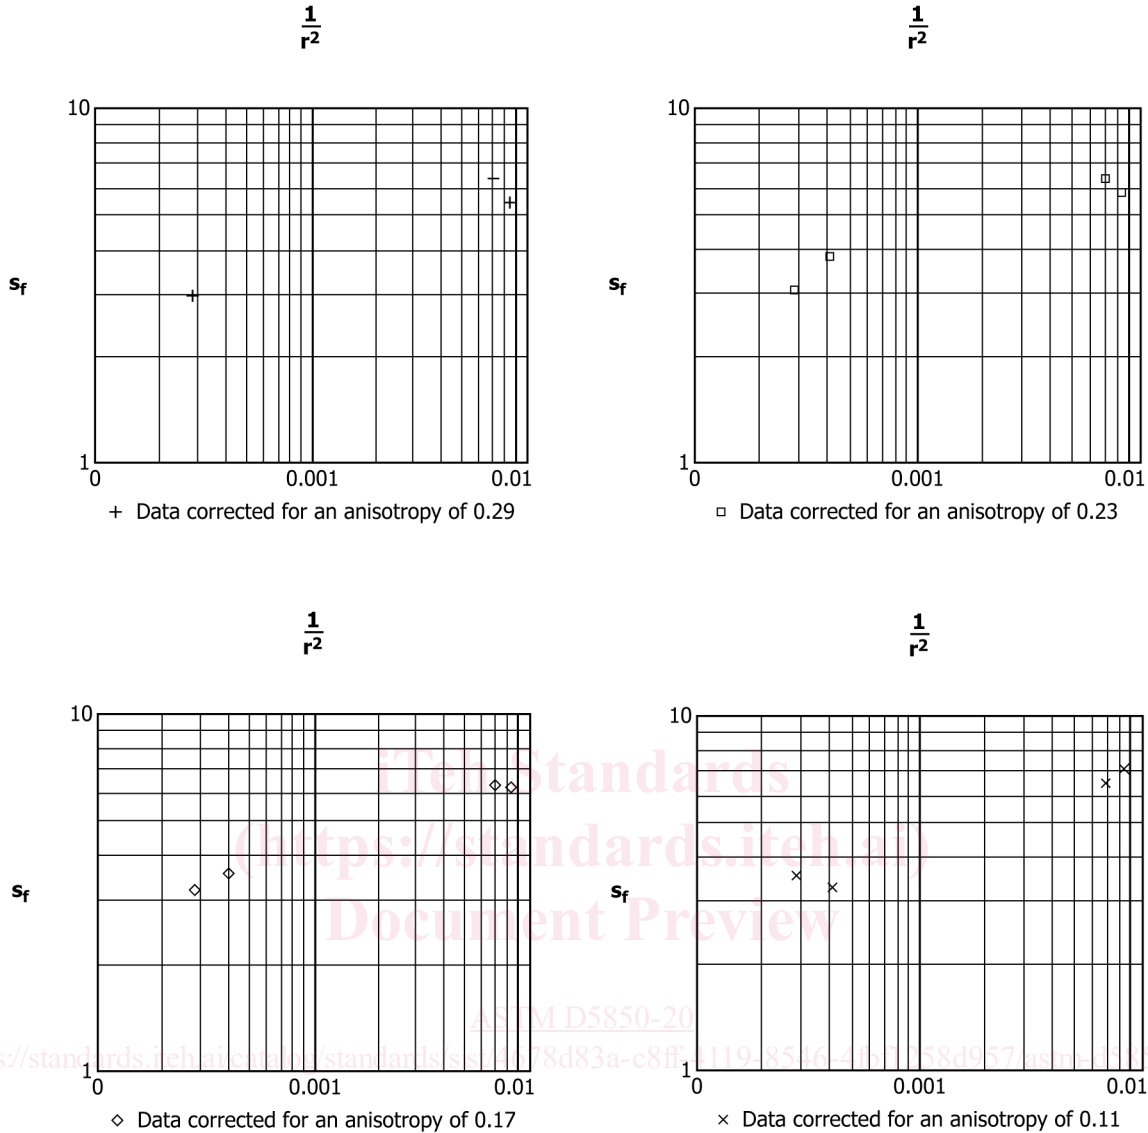 1
r2
1
r2
10
10
sf
sf
1
1
0
0.001
0.01
0
0.001
0.01
+ Data corrected for an anisotropy of 0.29
□ Data corrected for an anisotropy of 0.23
1
r2
1
r2
10
10
iTeh Standards
(https://standards.iteh.ai)
sf
sf
Document Preview
ASTM D5850-20
1
1
0
0.001
0.01
0
0.001
0.01
◇ Data corrected for an anisotropy of 0.17
× Data corrected for an anisotropy of 0.11